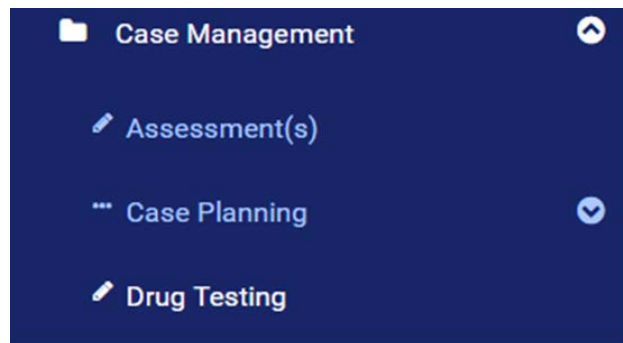 Case Management
Assessment(s)
Case Planning
Drug Testing